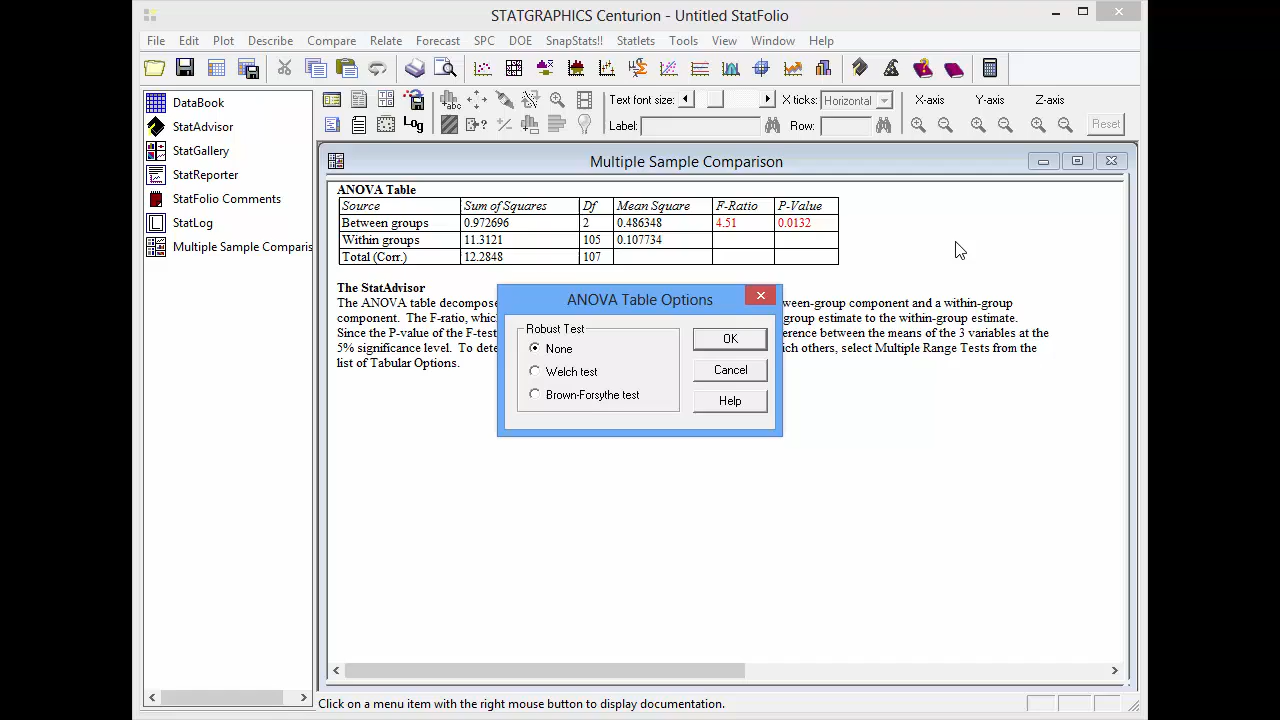 STATGRAPHICS Centurion - Untitled StatFolio
File Edit Plot Describe Compare Relate Forecast SPC DOE SnapStats!! Statlets Tools View Window Help
Text font size: X ticks: Horizontal X-axis Y-axis Z-axis
Log Label: Row: Reset
DataBook
StatAdvisor
StatGallery
StatReporter
StatFolio Comments
StatLog
Multiple Sample Comparis
Multiple Sample Comparison
ANOVA Table
Source Sum of Squares Df Mean Square F-Ratio P-Value
Between groups 0.972696 2 0.486348 4.51 0.0132
Within groups 11.3121 105 0.107734
Total (Corr.) 12.2848 107
The StatAdvisor
The ANOVA table decompose ween-group component and a within-group
component. The F-ratio, whic group estimate to the within-group estimate.
Since the P-value of the F-test erence between the means of the 3 variables at the
5% significance level. To dete ich others, select Multiple Range Tests from the
list of Tabular Options.
ANOVA Table Options
Robust Test
None
Welch test
Brown-Forsythe test
OK
Cancel
Help
Click on a menu item with the right mouse button to display documentation.